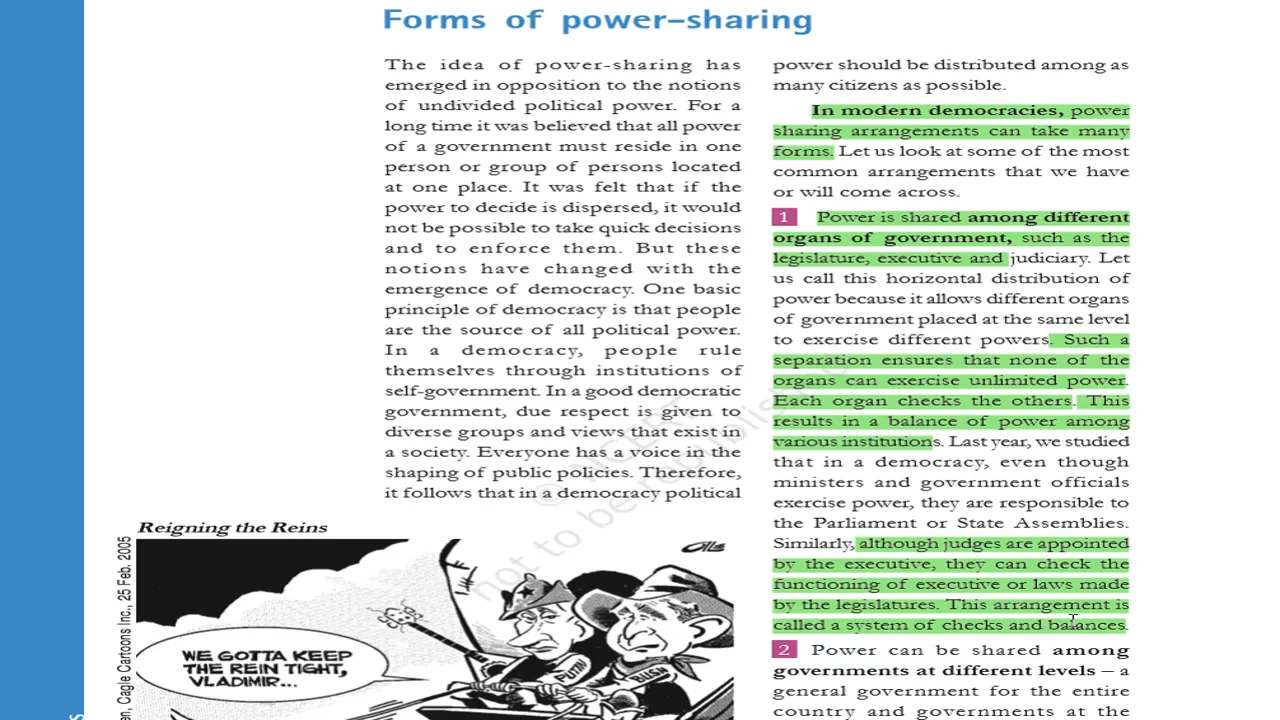 Forms of power-sharing
The idea of power-sharing has
emerged in opposition to the notions
of undivided political power. For a
long time it was believed that all power
of a government must reside in one
person or group of persons located
at one place. It was felt that if the
power to decide is dispersed, it would
not be possible to take quick decisions
and to enforce them. But these
notions have changed with the
emergence of democracy. One basic
principle of democracy is that people
are the source of all political power.
In a democracy, people rule
themselves through institutions of
self-government. In a good democratic
government, due respect is given to
diverse groups and views that exist in
a society. Everyone has a voice in the
shaping of public policies. Therefore,
it follows that in a democracy political
power should be distributed among as
many citizens as possible.
In modern democracies, power
sharing arrangements can take many
forms. Let us look at some of the most
common arrangements that we have
or will come across.
1 Power is shared among different
organs of government, such as the
legislature, executive and judiciary. Let
us call this horizontal distribution of
power because it allows different organs
of government placed at the same level
to exercise different powers. Such a
separation ensures that none of the
organs can exercise unlimited power.
Each organ checks the others. This
results in a balance of power among
various institutions. Last year, we studied
that in a democracy, even though
ministers and government officials
exercise power, they are responsible to
the Parliament or State Assemblies.
Similarly, although judges are appointed
by the executive, they can check the
functioning of executive or laws made
by the legislatures. This arrangement is
called a system of checks and balances.
2 Power can be shared among
governments at different levels – a
general government for the entire
country and governments at the
Reigning the Reins
en, Cagle Cartoons Inc., 25 Feb. 2005
WE GOTTA KEEP
THE REIN TIGHT,
VLADIMIR...
PUTIN
BUSH
© NCERT
not to be republished